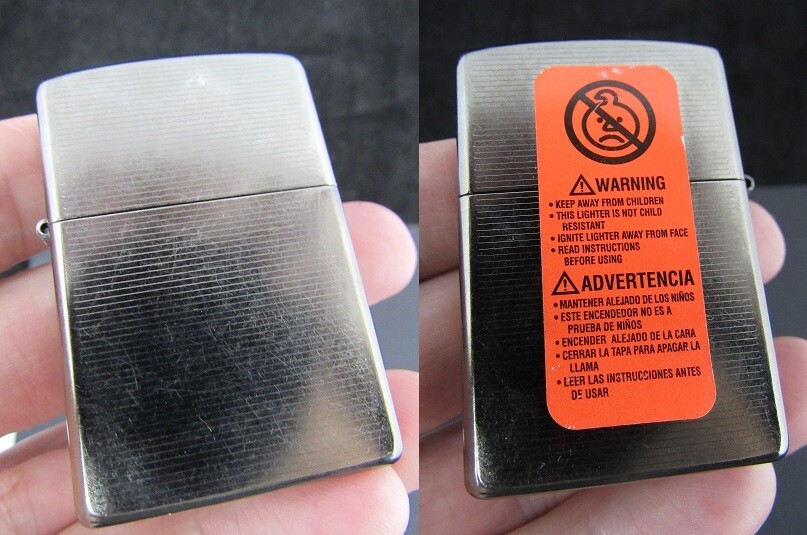 ⚠WARNING
• KEEP AWAY FROM CHILDREN
• THIS LIGHTER IS NOT CHILD
RESISTANT
• IGNITE LIGHTER AWAY FROM FACE
• READ INSTRUCTIONS
BEFORE USING
⚠ADVERTENCIA
• MANTENER ALEJADO DE LOS NIÑOS
• ESTE ENCENDEDOR NO ES A
PRUEBA DE NIÑOS
• ENCENDER ALEJADO DE LA CARA
• CERRAR LA TAPA PARA APAGAR LA
LLAMA
• LEER LAS INSTRUCCIONES ANTES
DE USAR